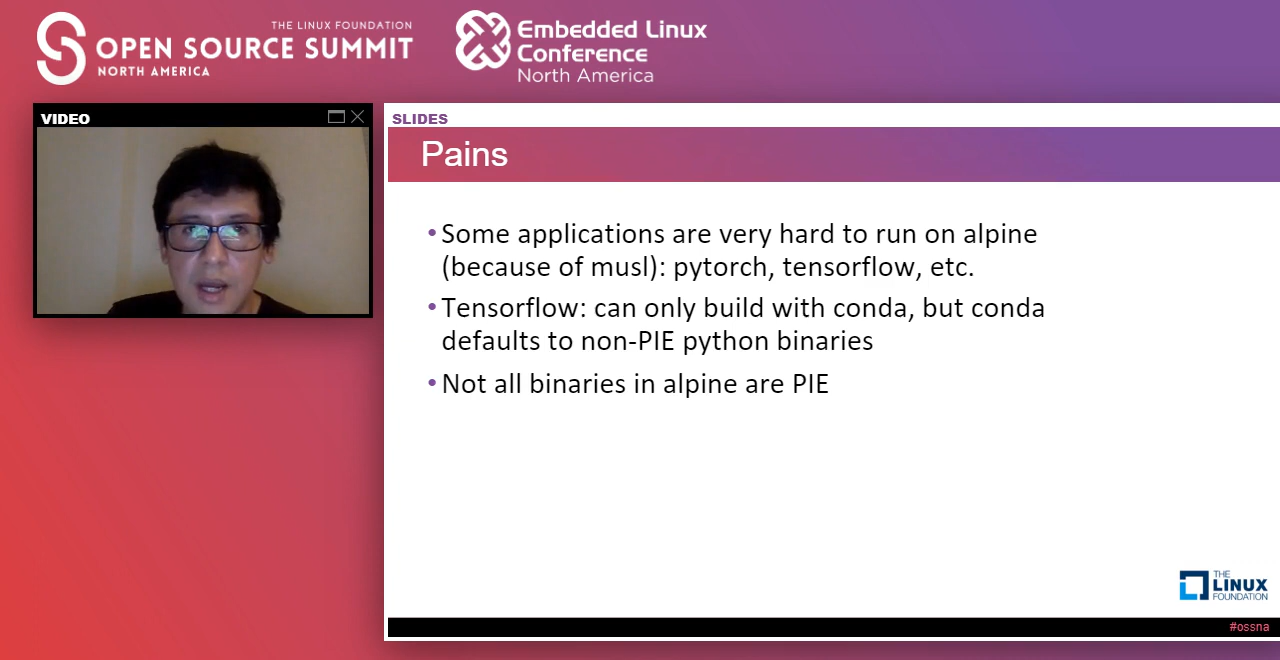 THE LINUX FOUNDATION
OPEN SOURCE SUMMIT
NORTH AMERICA
Embedded Linux
Conference
North America
VIDEO
SLIDES
Pains
• Some applications are very hard to run on alpine
(because of musl): pytorch, tensorflow, etc.
• Tensorflow: can only build with conda, but conda
defaults to non-PIE python binaries
• Not all binaries in alpine are PIE
THE
LINUX
FOUNDATION
#ossna